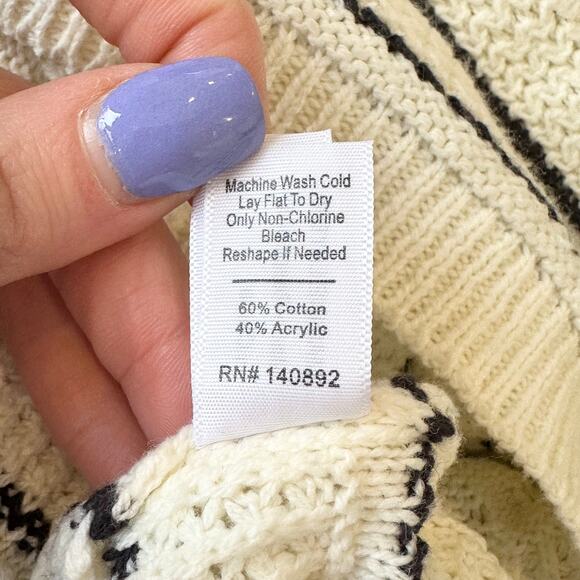 Machine Wash Cold
Lay Flat To Dry
Only Non-Chlorine
Bleach
Reshape If Needed
60% Cotton
40% Acrylic
RN# 140892